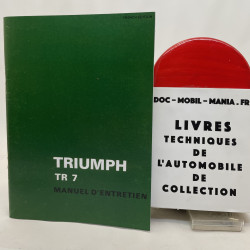 TRIUMPH
TR 7
MANUEL D'ENTRETIEN
DOC - MOBIL - MANIA . FR
LIVRES
TECHNIQUES
DE
L'AUTOMOBILE
DE
COLLECTION